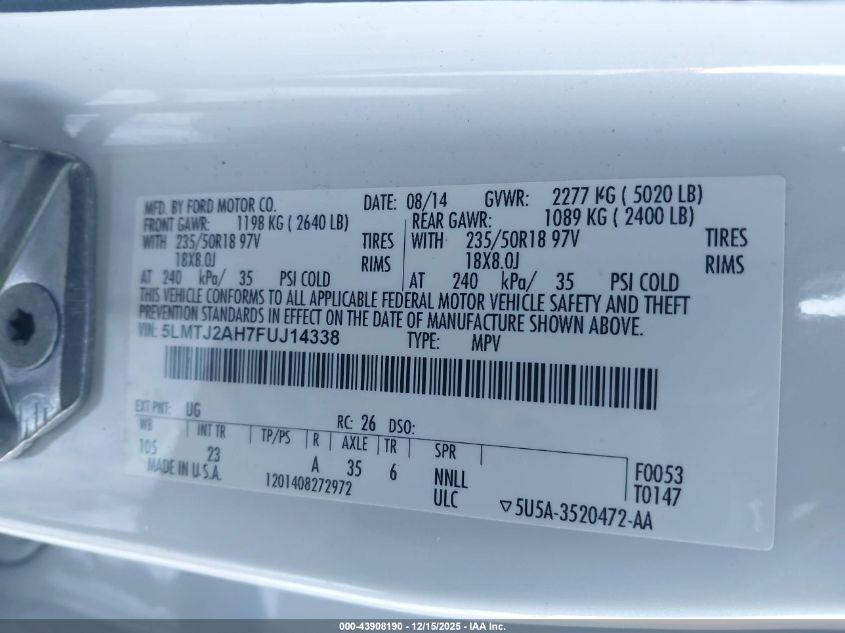 MFD. BY FORD MOTOR CO. DATE: 08/14 GVWR: 2277 KG ( 5020 LB)
FRONT GAWR: 1198 KG ( 2640 LB) REAR GAWR: 1089 KG ( 2400 LB)
WITH 235/50R18 97V TIRES WITH 235/50R18 97V TIRES
18X8.0J RIMS 18X8.0J RIMS
AT 240 kPa/ 35 PSI COLD AT 240 kPa/ 35 PSI COLD
THIS VEHICLE CONFORMS TO ALL APPLICABLE FEDERAL MOTOR VEHICLE SAFETY AND THEFT
PREVENTION STANDARDS IN EFFECT ON THE DATE OF MANUFACTURE SHOWN ABOVE.
VIN: 5LMTJ2AH7FUJ14338 TYPE: MPV
EXT PNT: UG RC: 26 DSO:
WB INT TR TP/PS R AXLE TR SPR
105 23 A 35 6 NNLL F0053
MADE IN U.S.A. 1201408272972 ULC T0147
▽5U5A-3520472-AA
000-43908190 - 12/15/2025 - IAA Inc.